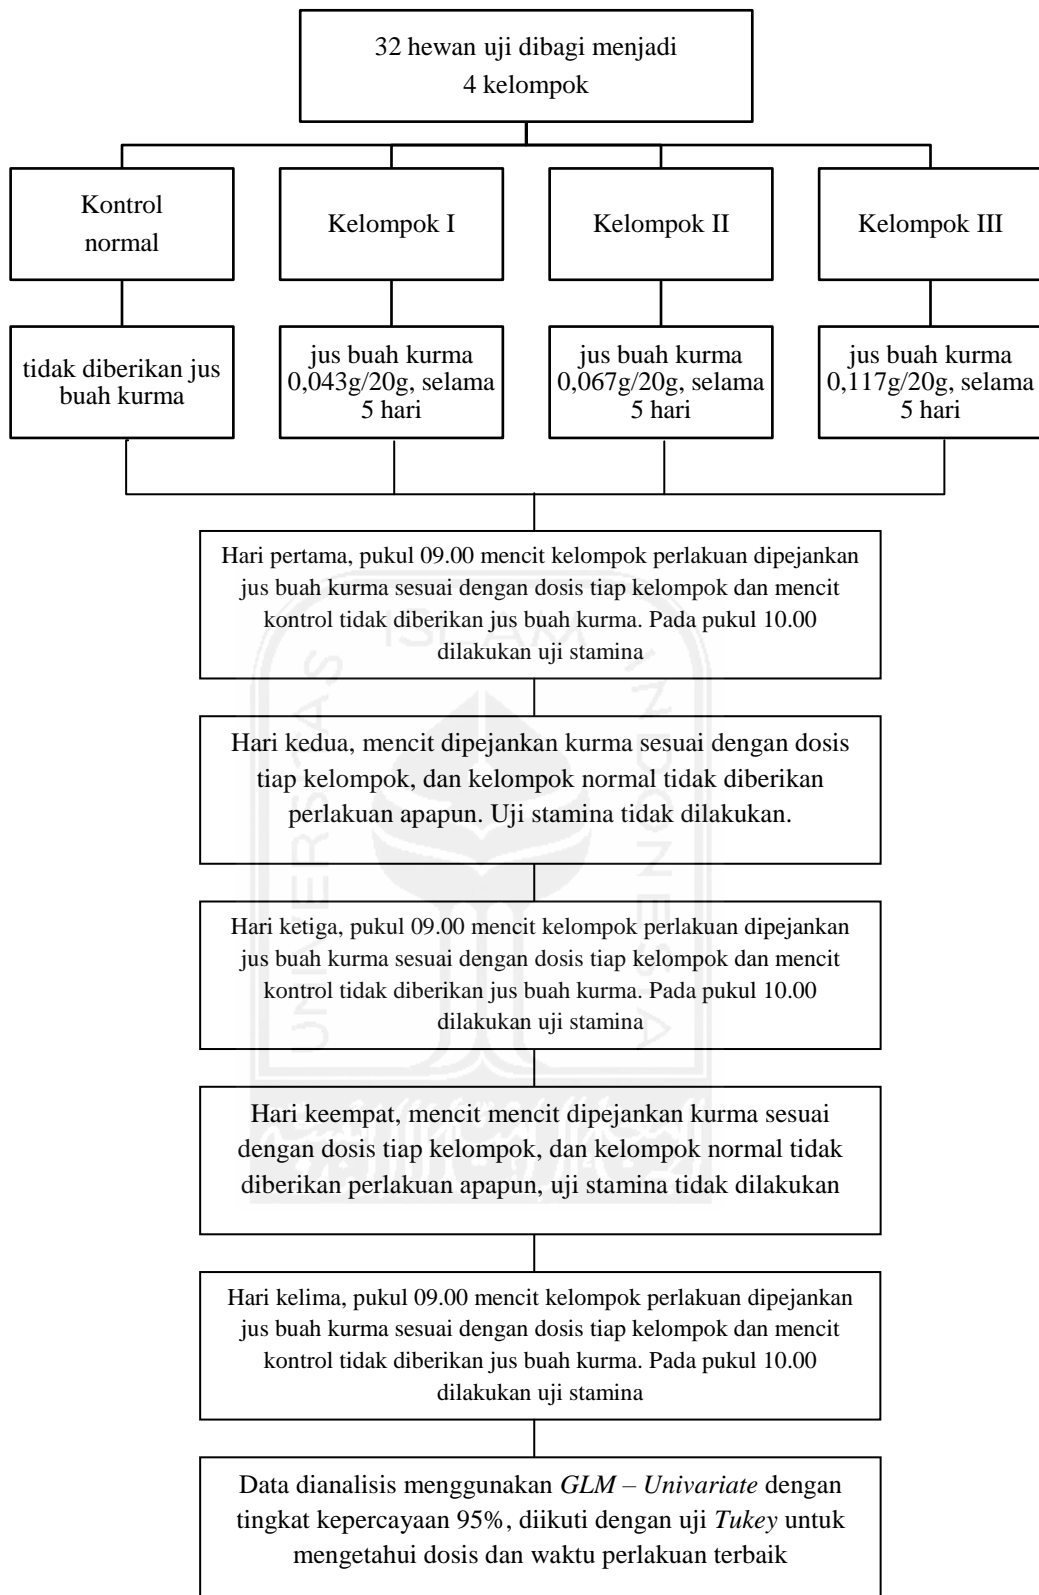 32 hewan uji dibagi menjadi
4 kelompok
Kontrol
normal
Kelompok I
Kelompok II
Kelompok III
tidak diberikan jus
buah kurma
jus buah kurma
0,043g/20g, selama
5 hari
jus buah kurma
0,067g/20g, selama
5 hari
jus buah kurma
0,117g/20g, selama
5 hari
Hari pertama, pukul 09.00 mencit kelompok perlakuan dipejankan
jus buah kurma sesuai dengan dosis tiap kelompok dan mencit
kontrol tidak diberikan jus buah kurma. Pada pukul 10.00
dilakukan uji stamina
Hari kedua, mencit dipejankan kurma sesuai dengan dosis
tiap kelompok, dan kelompok normal tidak diberikan
perlakuan apapun. Uji stamina tidak dilakukan.
Hari ketiga, pukul 09.00 mencit kelompok perlakuan dipejankan
jus buah kurma sesuai dengan dosis tiap kelompok dan mencit
kontrol tidak diberikan jus buah kurma. Pada pukul 10.00
dilakukan uji stamina
Hari keempat, mencit mencit dipejankan kurma sesuai
dengan dosis tiap kelompok, dan kelompok normal tidak
diberikan perlakuan apapun, uji stamina tidak dilakukan
Hari kelima, pukul 09.00 mencit kelompok perlakuan dipejankan
jus buah kurma sesuai dengan dosis tiap kelompok dan mencit
kontrol tidak diberikan jus buah kurma. Pada pukul 10.00
dilakukan uji stamina
Data dianalisis menggunakan GLM – Univariate dengan
tingkat kepercayaan 95%, diikuti dengan uji Tukey untuk
mengetahui dosis dan waktu perlakuan terbaik
UNIVERSITAS ISLAM INDONESIA